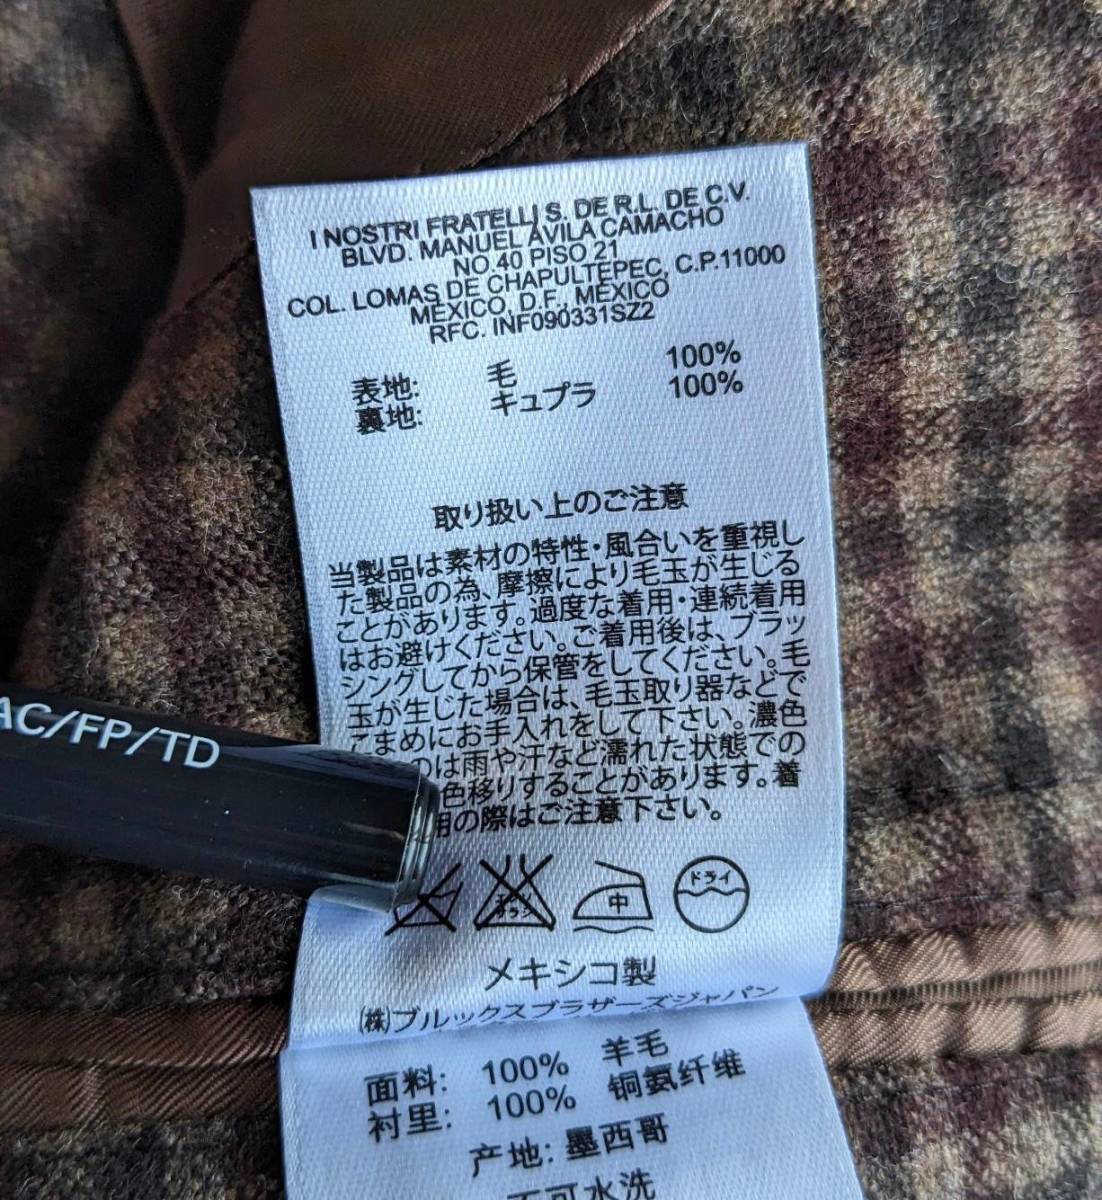 I NOSTRI FRATELLI S. DE R.L. DE C.V.
BLVD. MANUEL AVILA CAMACHO
NO.40 PISO 21
COL. LOMAS DE CHAPULTEPEC, C.P.11000
MEXICO, D.F., MEXICO
RFC. INF090331SZ2
表地: 毛 100%
裏地: キュプラ 100%
取り扱い上のご注意
当製品は素材の特性・風合いを重視し
た製品の為、摩擦により毛玉が生じる
ことがあります。過度な着用・連続着用
はお避けください。ご着用後は、ブラッ
シングしてから保管をしてください。毛
玉が生じた場合は、毛玉取り器などで
こまめにお手入れをして下さい。濃色
のは雨や汗など濡れた状態での
色移りすることがあります。着
用の際はご注意下さい。
AC/FP/TD
中 ドライ
メキシコ製
(株)ブルックスブラザーズジャパン
面料: 100% 羊毛
衬里: 100% 铜氨纤维
产地: 墨西哥
不可水洗